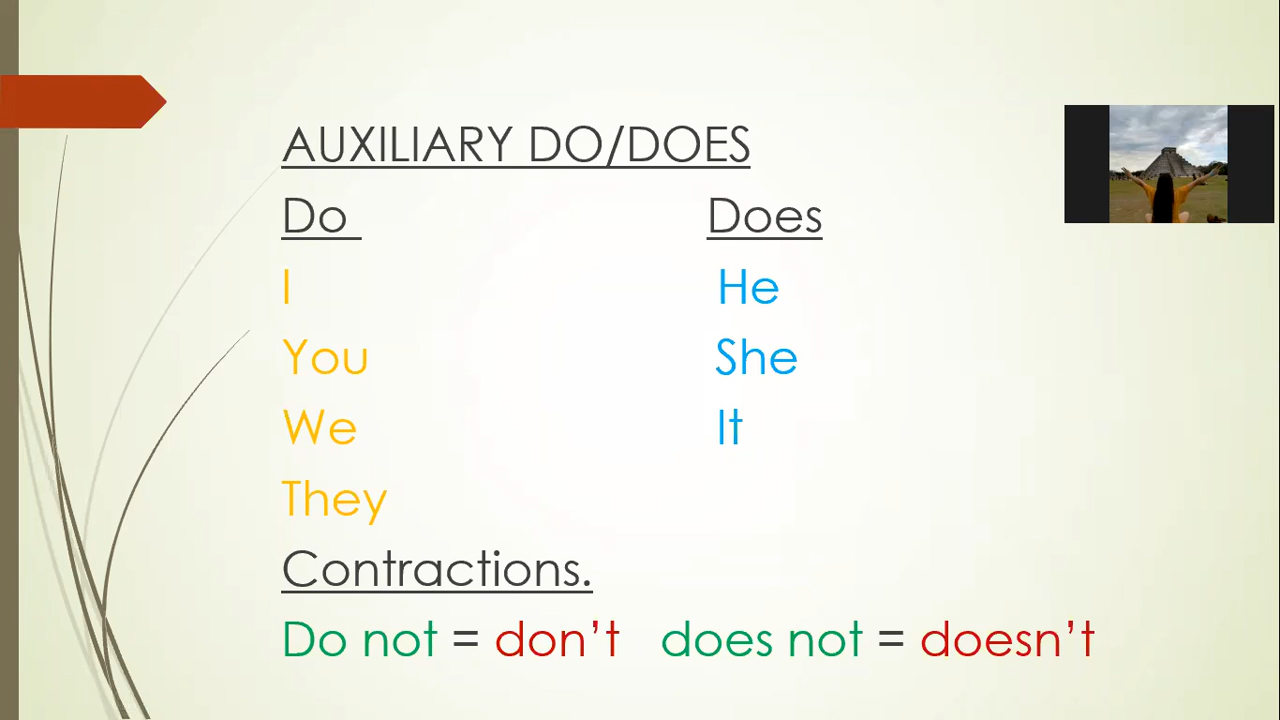 AUXILIARY DO/DOES
Do Does
I He
You She
We It
They
Contractions.
Do not = don’t does not = doesn’t